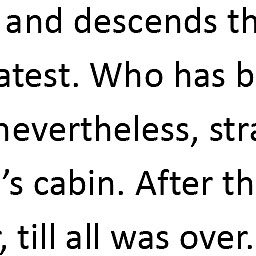 and descends th
atest. Who has b
nevertheless, stra
's cabin. After th
, till all was over.